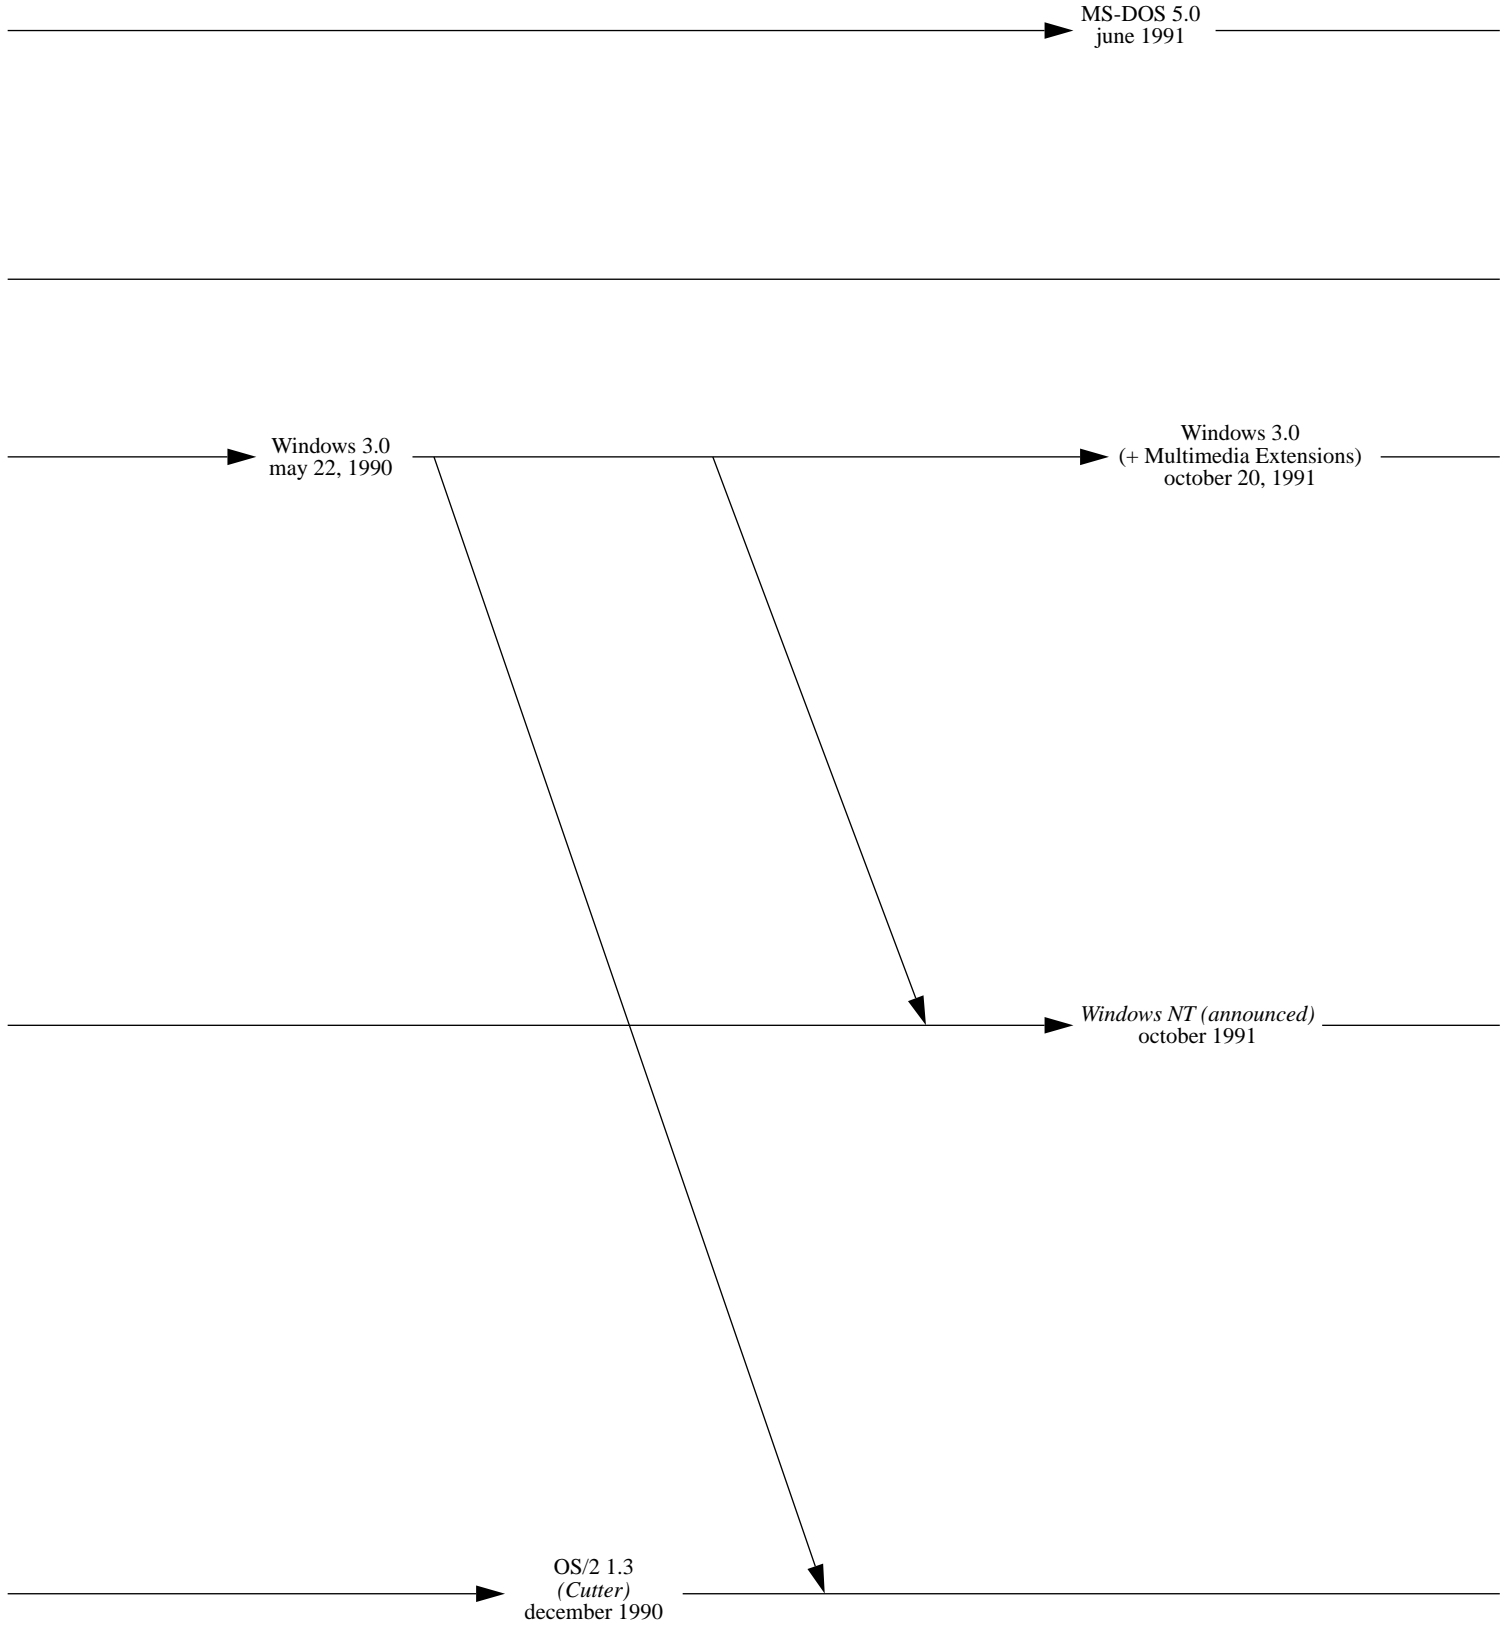 MS-DOS 5.0
june 1991
Windows 3.0
may 22, 1990
Windows 3.0
(+ Multimedia Extensions)
october 20, 1991
Windows NT (announced)
october 1991
OS/2 1.3
(Cutter)
december 1990